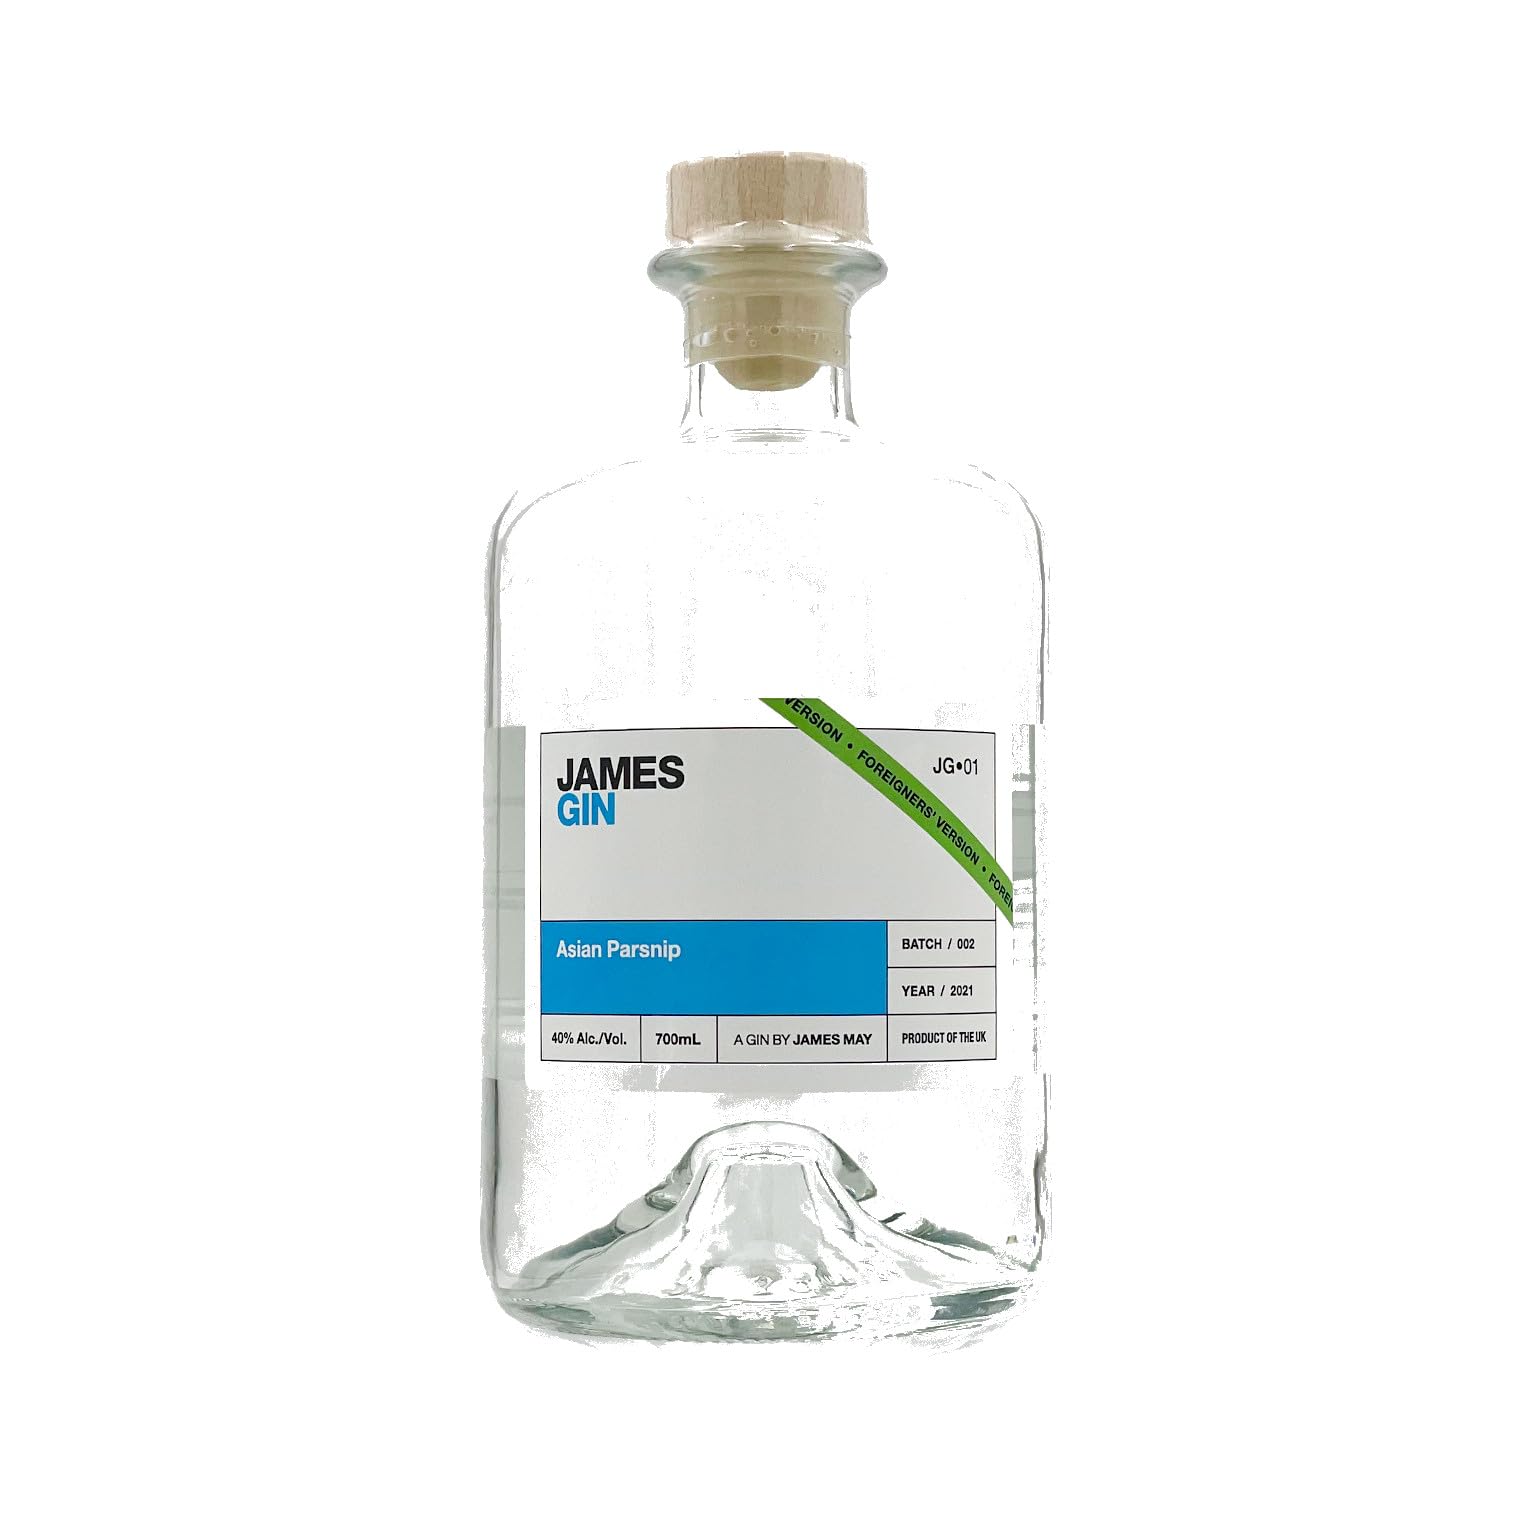 VERSION • FOREIGNERS' VERSION • FOREI
JAMES
GIN
JG•01
Asian Parsnip
BATCH / 002
YEAR / 2021
40% Alc./Vol.
700mL
A GIN BY JAMES MAY
PRODUCT OF THE UK